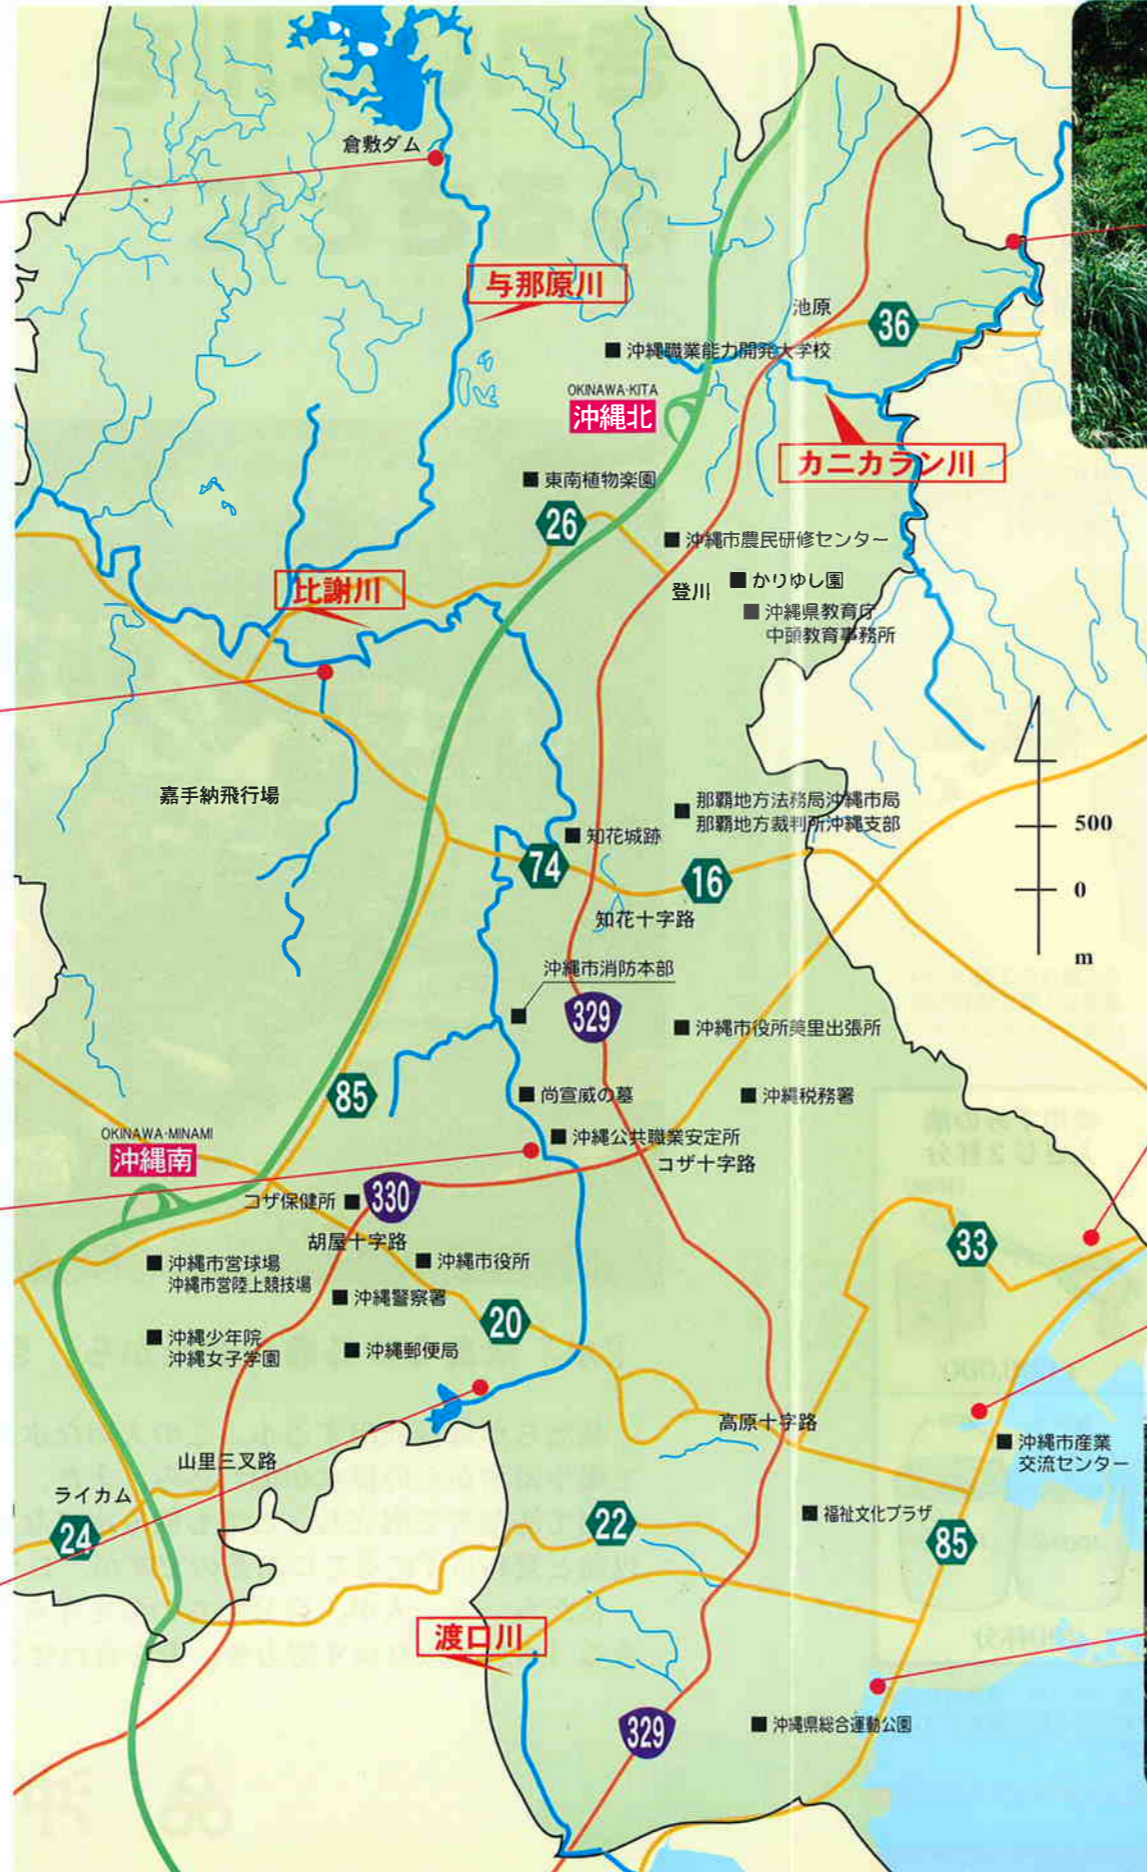 倉敷ダム
与那原川
池原
36
沖縄職業能力開発大学校
OKINAWA-KITA
沖縄北
カニカラン川
東南植物楽園
26
沖縄市農民研修センター
登川
かりゆし園
比謝川
沖縄県教育庁
中頭教育事務所
嘉手納飛行場
那覇地方法務局沖縄市局
那覇地方裁判所沖縄支部
500
知花城跡
74
16
0
知花十字路
m
沖縄市消防本部
329
沖縄市役所美里出張所
85
尚宣威の墓
沖縄税務署
OKINAWA-MINAMI
沖縄南
沖縄公共職業安定所
コザ十字路
コザ保健所
330
胡屋十字路
33
沖縄市営球場
沖縄市営陸上競技場
沖縄市役所
沖縄警察署
20
沖縄少年院
沖縄女子学園
沖縄郵便局
高原十字路
沖縄市産業
交流センター
山里三叉路
ライカム
24
22
福祉文化プラザ
85
渡口川
329
沖縄県総合運動公園